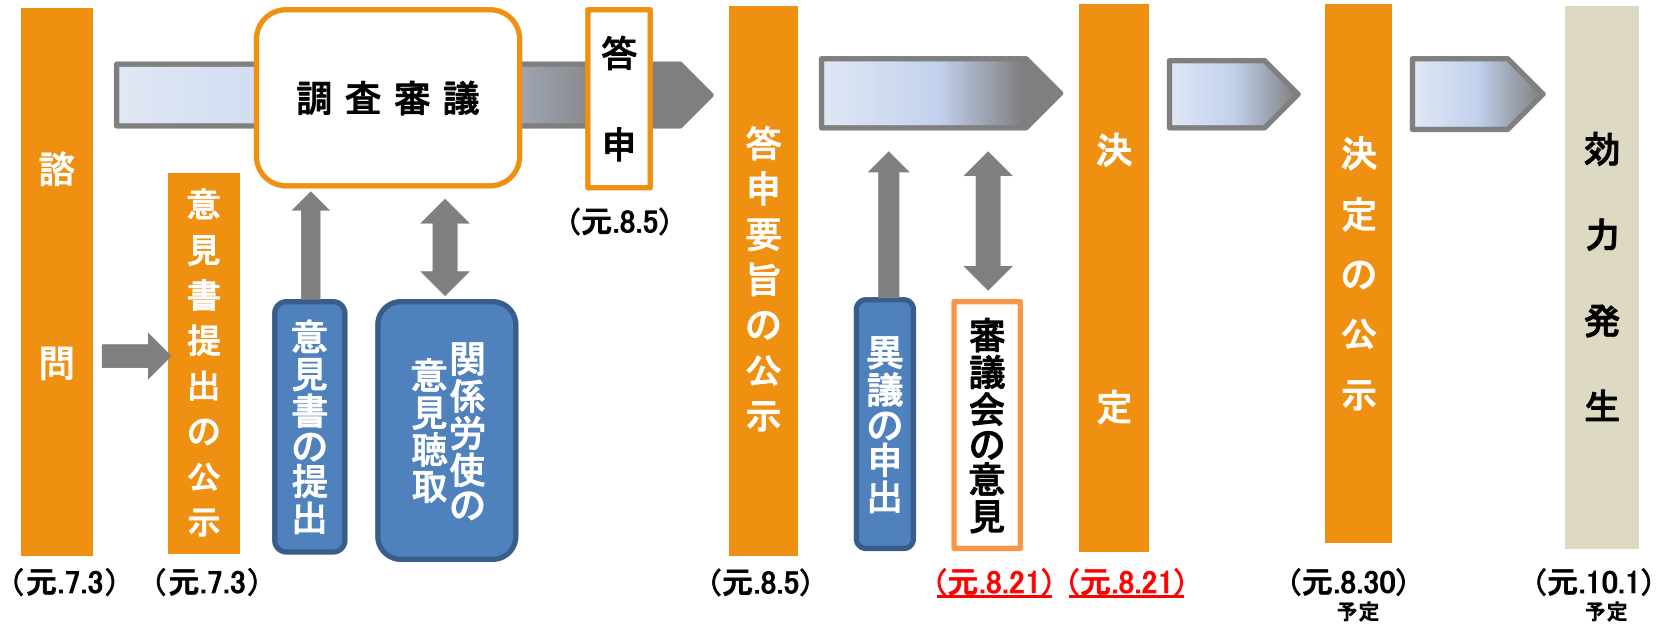 諮問
(元.7.3)
意見書提出の公示
(元.7.3)
調査審議
意見書の提出
関係労使の
意見聴取
答申
(元.8.5)
答申要旨の公示
(元.8.5)
異議の申出
審議会の意見
(元.8.21)
決定
(元.8.21)
決定の公示
(元.8.30)
予定
効力発生
(元.10.1)
予定